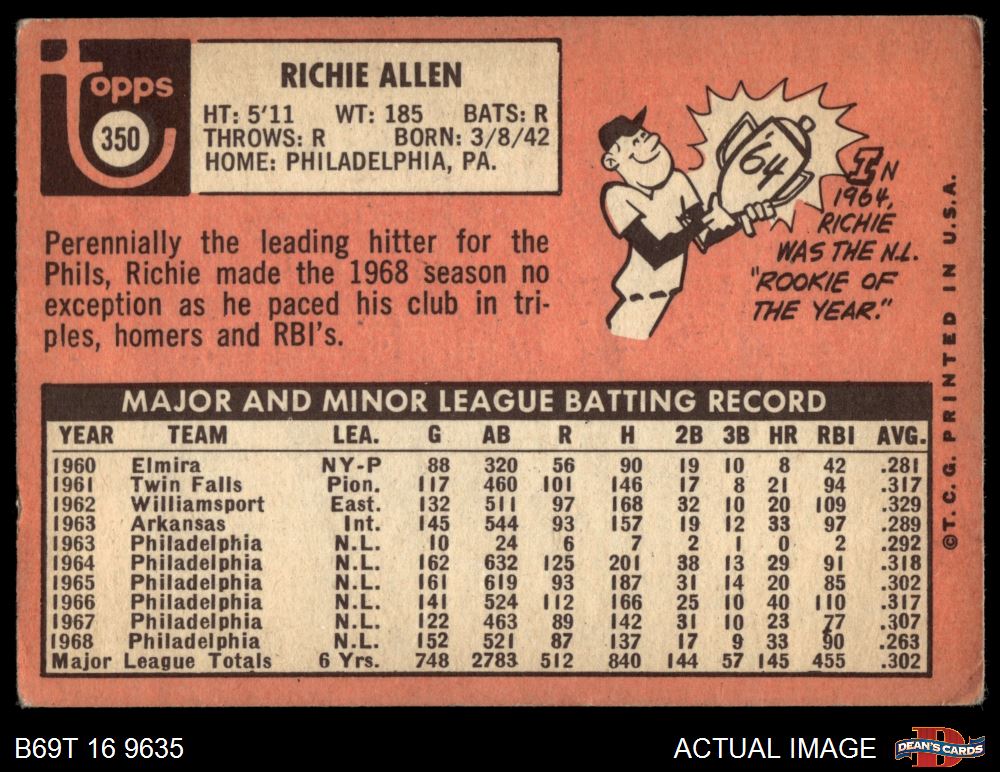 topps
350
RICHIE ALLEN
HT: 5'11 WT: 185 BATS: R
THROWS: R BORN: 3/8/42
HOME: PHILADELPHIA, PA.
64
IN
1964,
RICHIE
WAS THE N.L.
"ROOKIE OF
THE YEAR."
Perennially the leading hitter for the
Phils, Richie made the 1968 season no
exception as he paced his club in tri-
ples, homers and RBI's.
©T. C. G. PRINTED IN U.S.A.
MAJOR AND MINOR LEAGUE BATTING RECORD
YEAR TEAM LEA. G AB R H 2B 3B HR RBI AVG.
1960 Elmira NY-P 88 320 56 90 19 10 8 42 .281
1961 Twin Falls Pion. 117 460 101 146 17 8 21 94 .317
1962 Williamsport East. 132 511 97 168 32 10 20 109 .329
1963 Arkansas Int. 145 544 93 157 19 12 33 97 .289
1963 Philadelphia N.L. 10 24 6 7 2 1 0 2 .292
1964 Philadelphia N.L. 162 632 125 201 38 13 29 91 .318
1965 Philadelphia N.L. 161 619 93 187 31 14 20 85 .302
1966 Philadelphia N.L. 141 524 112 166 25 10 40 110 .317
1967 Philadelphia N.L. 122 463 89 142 31 10 23 77 .307
1968 Philadelphia N.L. 152 521 87 137 17 9 33 90 .263
Major League Totals 6 Yrs. 748 2783 512 840 144 57 145 455 .302
B69T 16 9635
ACTUAL IMAGE
D
DEAN'S CARDS